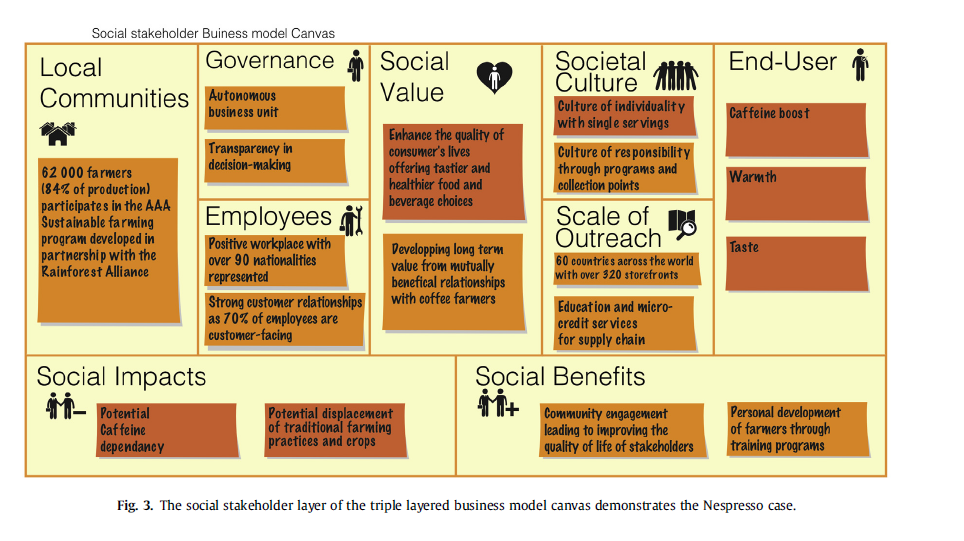 Social stakeholder Buiness model Canvas
Local
Communities
62 000 farmers
(84% of production)
participates in the AAA
Sustainable farming
program developed in
partnership with the
Rainforest Alliance
Governance
Autonomous
business unit
Transparency in
decision-making
Employees
Positive workplace with
over 90 nationalities
represented
Strong customer relationships
as 70% of employees are
customer-facing
Social
Value
Enhance the quality of
consumer's lives
offering tastier and
healthier food and
beverage choices
Developping long term
value from mutually
benefical relationships
with coffee farmers
Societal
Culture
Culture of individuality
with single servings
Culture of responsibility
through programs and
collection points
Scale of
Outreach
60 countries across the world
with over 320 storefronts
Education and micro-
credit services
for supply chain
End-User
Caffeine boost
Warmth
Taste
Social Impacts
Potential
Caffeine
dependancy
Potential displacement
of traditional farming
practices and crops
Social Benefits
Community engagement
leading to improving the
quality of life of stakeholders
Personal development
of farmers through
training programs
Fig. 3. The social stakeholder layer of the triple layered business model canvas demonstrates the Nespresso case.